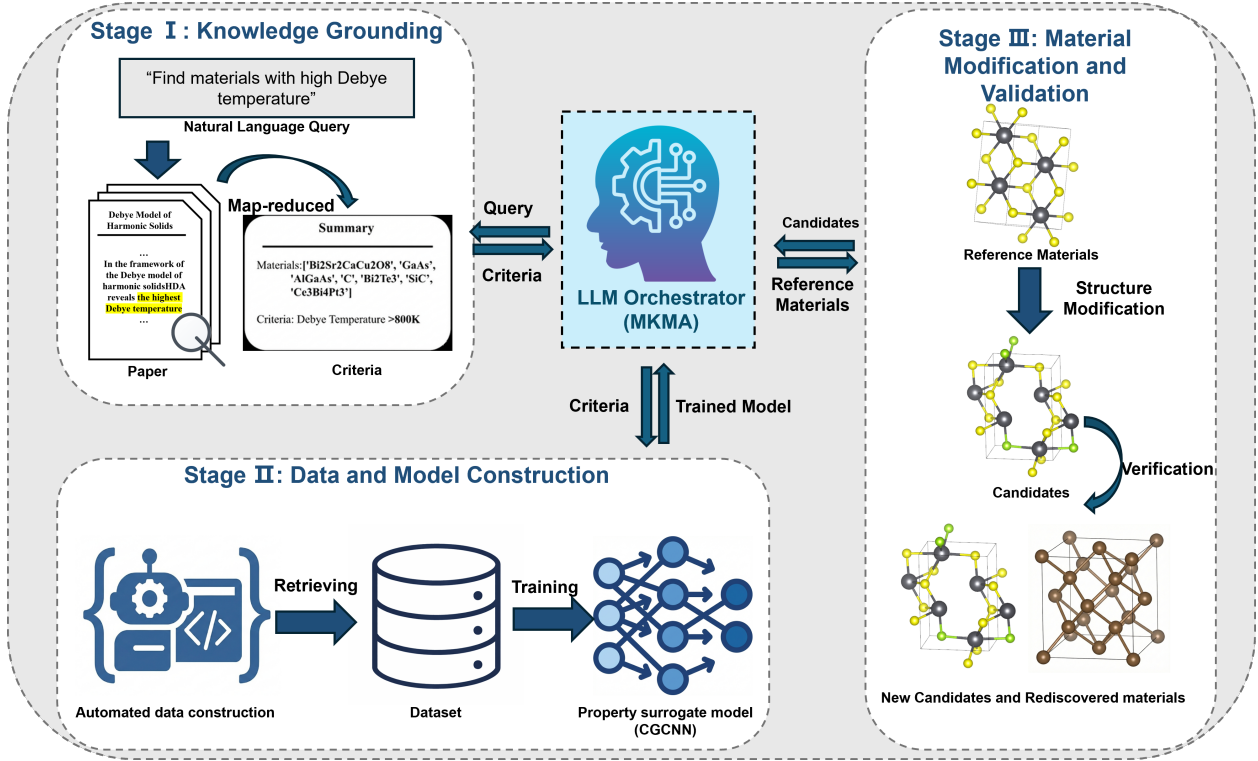 Stage Ⅰ: Knowledge Grounding
“Find materials with high Debye
temperature”
Natural Language Query
Map-reduced
Debye Model of
Harmonic Solids
...
In the framework of
the Debye model of
harmonic solidsHDA
reveals the highest
Debye temperature
...
Paper
Summary
Materials:['Bi2Sr2CaCu2O8', 'GaAs',
'AlGaAs', 'C', 'Bi2Te3', 'SiC',
'Ce3Bi4Pt3']
Criteria: Debye Temperature >800K
Criteria
Query
Criteria
LLM Orchestrator
(MKMA)
Candidates
Reference
Materials
Criteria
Trained Model
Stage Ⅱ: Data and Model Construction
Retrieving
Training
Automated data construction
Dataset
Property surrogate model
(CGCNN)
Stage Ⅲ: Material
Modification and
Validation
Reference Materials
Structure
Modification
Candidates
Verification
New Candidates and Rediscovered materials